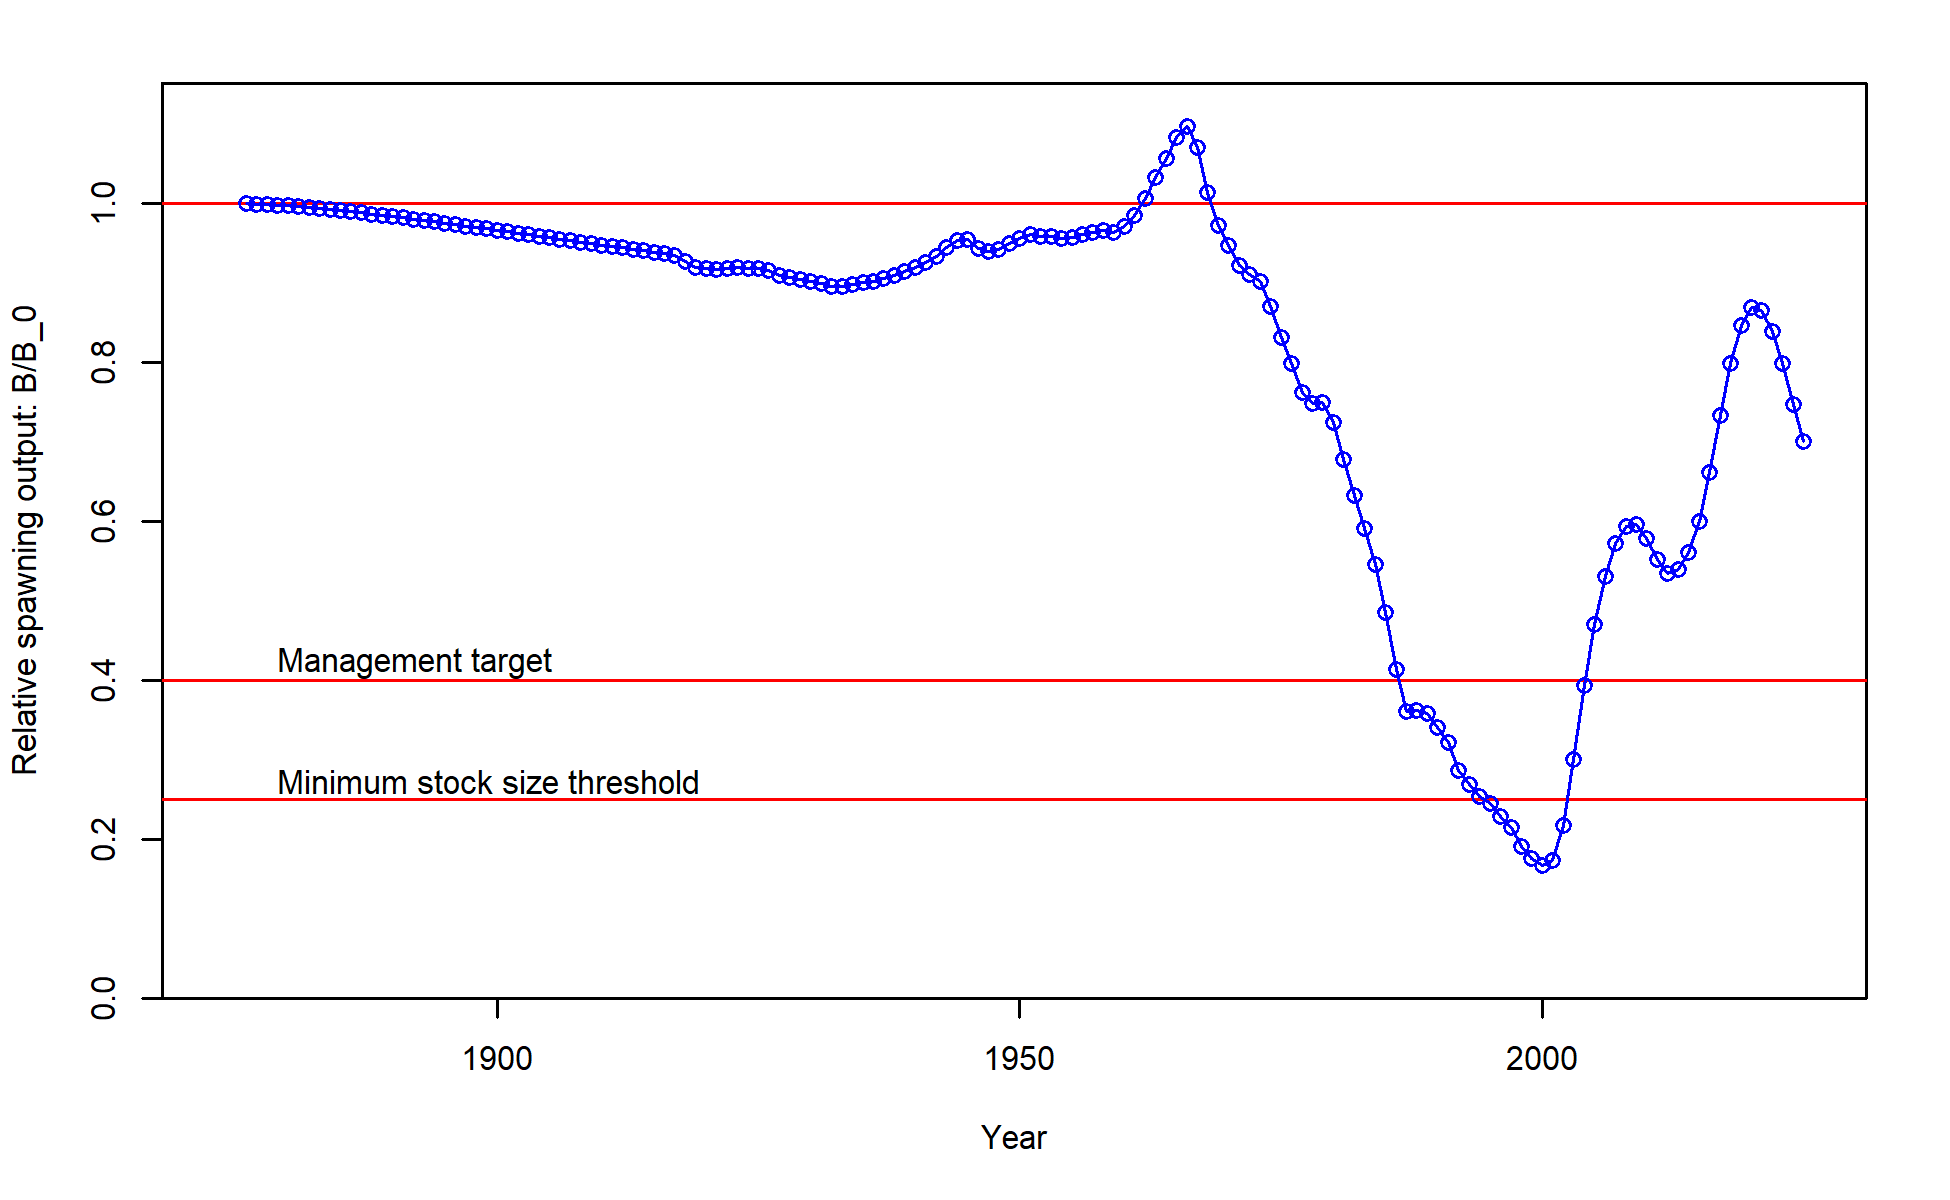 Relative spawning output: B/B_0
1.0
0.8
0.6
0.4
0.2
0.0
Management target
Minimum stock size threshold
1900
1950
2000
Year